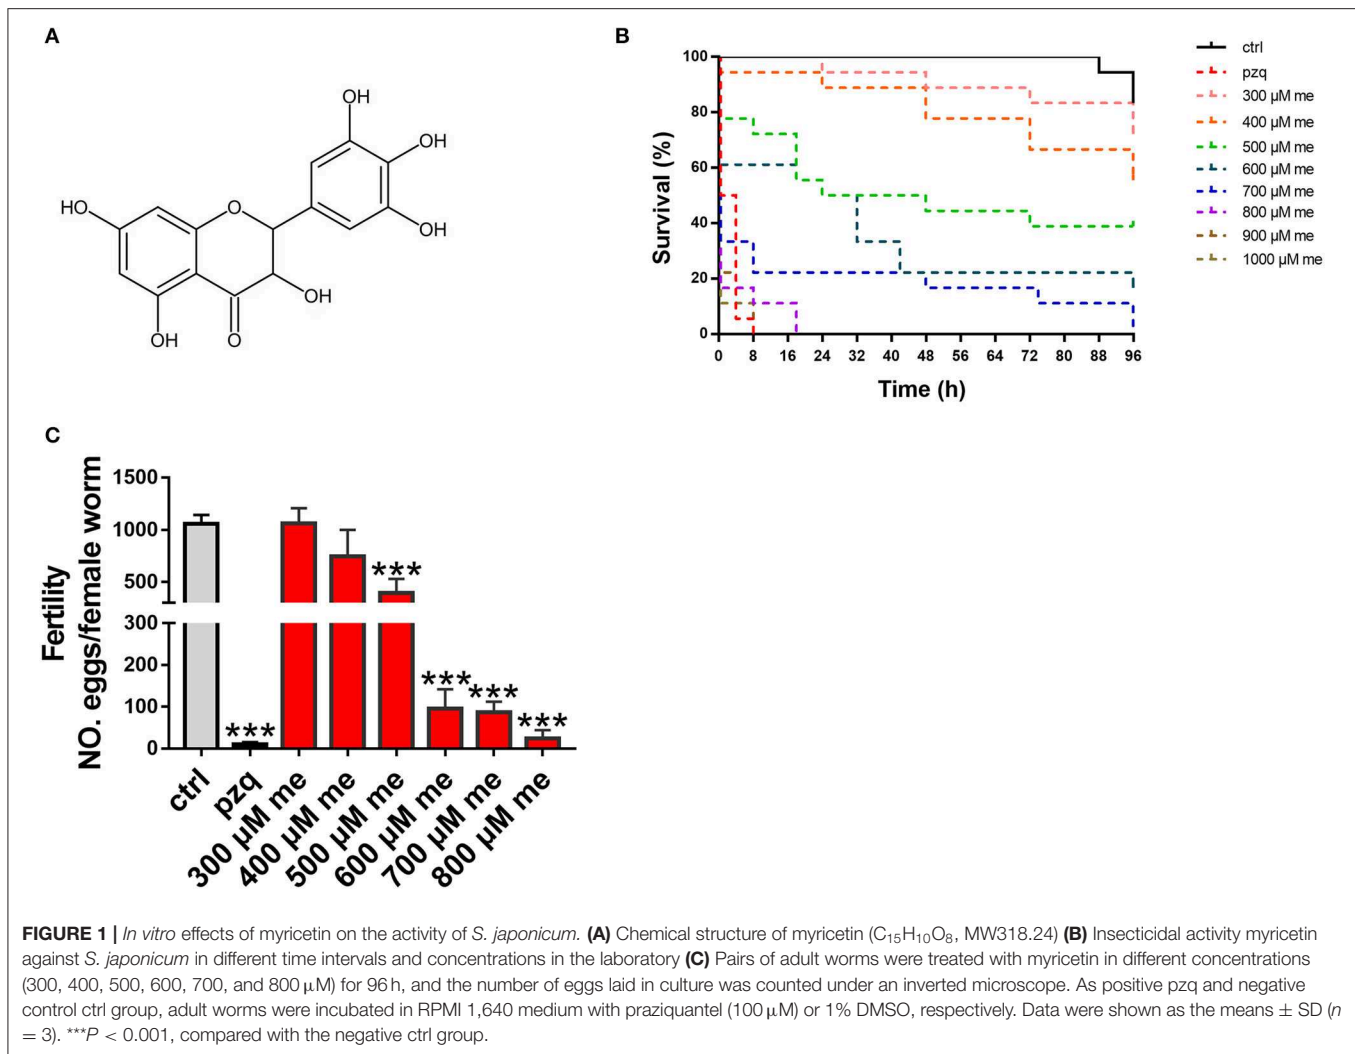 A
OH
OH
HO
O
OH
OH
OH
O
B
Survival (%)
100
80
60
40
20
0
0 8 16 24 32 40 48 56 64 72 80 88 96
Time (h)
ctrl
pzq
300 µM me
400 µM me
500 µM me
600 µM me
700 µM me
800 µM me
900 µM me
1000 µM me
C
Fertility
NO. eggs/female worm
1500
1000
500
300
200
100
0
***
***
***
***
***
ctrl
pzq
300 µM me
400 µM me
500 µM me
600 µM me
700 µM me
800 µM me
FIGURE 1 | In vitro effects of myricetin on the activity of S. japonicum. (A) Chemical structure of myricetin (C15H10O8, MW318.24) (B) Insecticidal activity myricetin
against S. japonicum in different time intervals and concentrations in the laboratory (C) Pairs of adult worms were treated with myricetin in different concentrations
(300, 400, 500, 600, 700, and 800 µM) for 96 h, and the number of eggs laid in culture was counted under an inverted microscope. As positive pzq and negative
control ctrl group, adult worms were incubated in RPMI 1,640 medium with praziquantel (100 µM) or 1% DMSO, respectively. Data were shown as the means ± SD (n
= 3). ***P < 0.001, compared with the negative ctrl group.